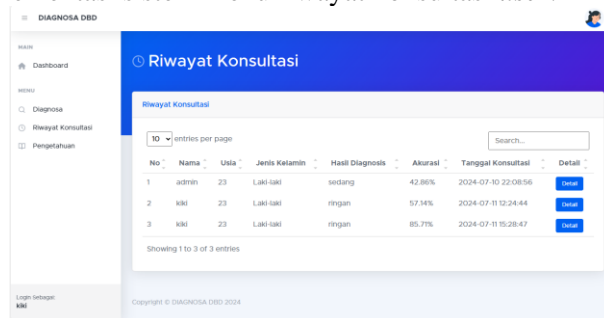 DIAGNOSA DBD
MAIN
Dashboard
MENU
Diagnosa
Riwayat Konsultasi
Pengetahuan
Login Sebagai:
kiki
Riwayat Konsultasi
Riwayat Konsultasi
10 entries per page
Search...
No Nama Usia Jenis Kelamin Hasil Diagnosis Akurasi Tanggal Konsultasi Detail
1 admin 23 Laki-laki sedang 42.86% 2024-07-10 22:08:56 Detail
2 kiki 23 Laki-laki ringan 57.14% 2024-07-11 12:24:44 Detail
3 kiki 23 Laki-laki ringan 85.71% 2024-07-11 15:28:47 Detail
Showing 1 to 3 of 3 entries
Copyright © DIAGNOSA DBD 2024